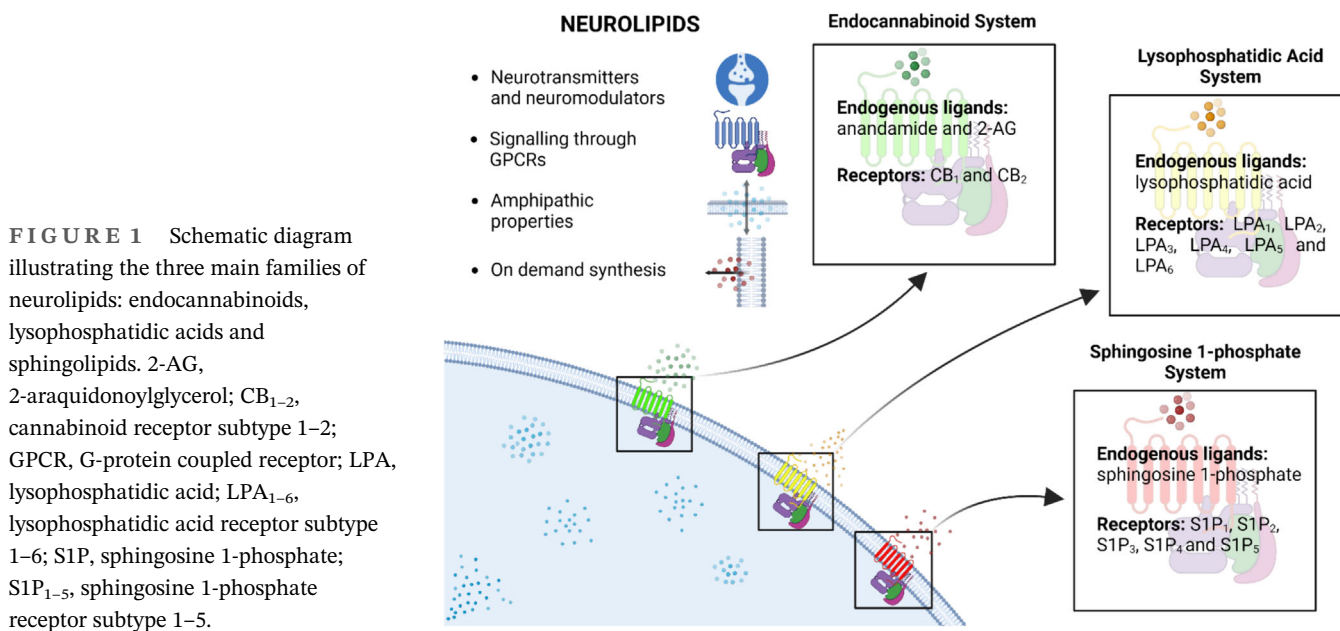 FIGURE 1 Schematic diagram
illustrating the three main families of
neurolipids: endocannabinoids,
lysophosphatidic acids and
sphingolipids. 2-AG,
2-araquidonoylglycerol; CB₁₋₂,
cannabinoid receptor subtype 1–2;
GPCR, G-protein coupled receptor; LPA,
lysophosphatidic acid; LPA₁₋₆,
lysophosphatidic acid receptor subtype
1–6; S1P, sphingosine 1-phosphate;
S1P₁₋₅, sphingosine 1-phosphate
receptor subtype 1–5.
NEUROLIPIDS
• Neurotransmitters
and neuromodulators
• Signalling through
GPCRs
• Amphipathic
properties
• On demand synthesis
Endocannabinoid System
Endogenous ligands:
anandamide and 2-AG
Receptors: CB₁ and CB₂
Lysophosphatidic Acid
System
Endogenous ligands:
lysophosphatidic acid
Receptors: LPA₁, LPA₂,
LPA₃, LPA₄, LPA₅ and
LPA₆
Sphingosine 1-phosphate
System
Endogenous ligands:
sphingosine 1-phosphate
Receptors: S1P₁, S1P₂,
S1P₃, S1P₄ and S1P₅